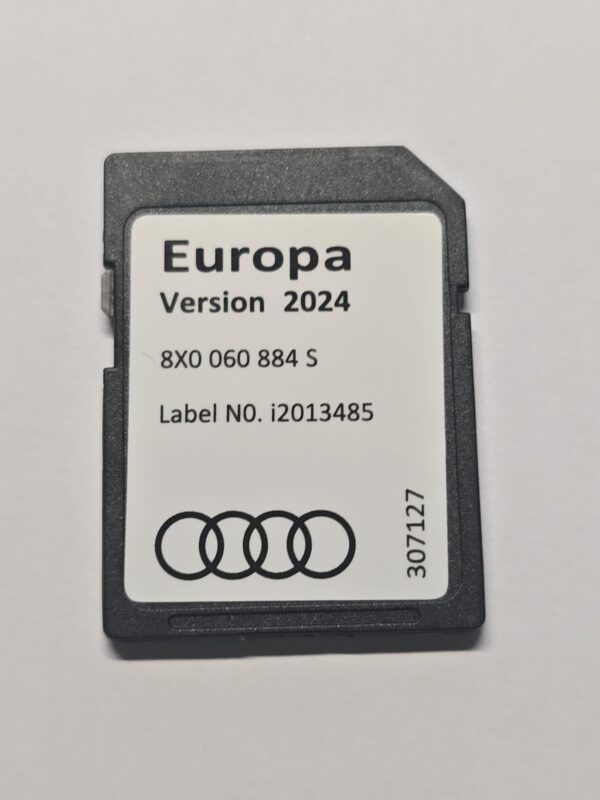 Europa
Version 2024
8X0 060 884 S
Label N0. i2013485
307127